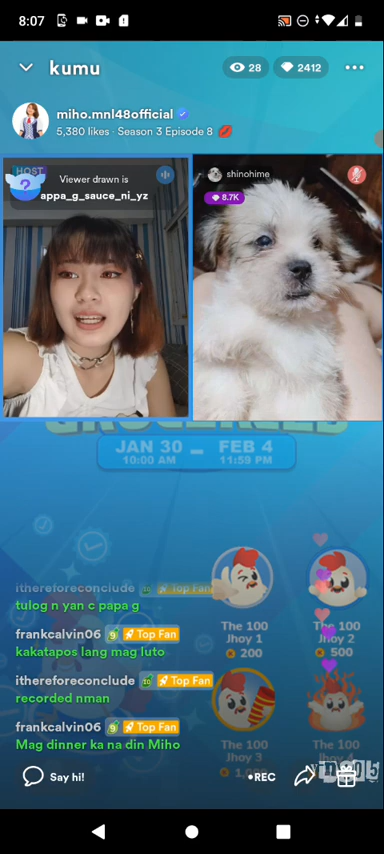 8:07
kumu
28
2412
miho.mnl48official
5,380 likes · Season 3 Episode 8
HOST
Viewer drawn is
appa_g_sauce_ni_yz
shinohime
8.7K
JAN 30 – FEB 4
10:00 AM 11:59 PM
ithereforeconclude 10 Top Fan
tulog n yan c papa g
frankcalvin06 9 Top Fan
kakatapos lang mag luto
ithereforeconclude 10 Top Fan
recorded nman
frankcalvin06 9 Top Fan
Mag dinner ka na din Miho
The 100
Jhoy 1
200
The 100
Jhoy 2
500
The 100
Jhoy 3
The 100
Jhoy 4
Say hi!
•REC